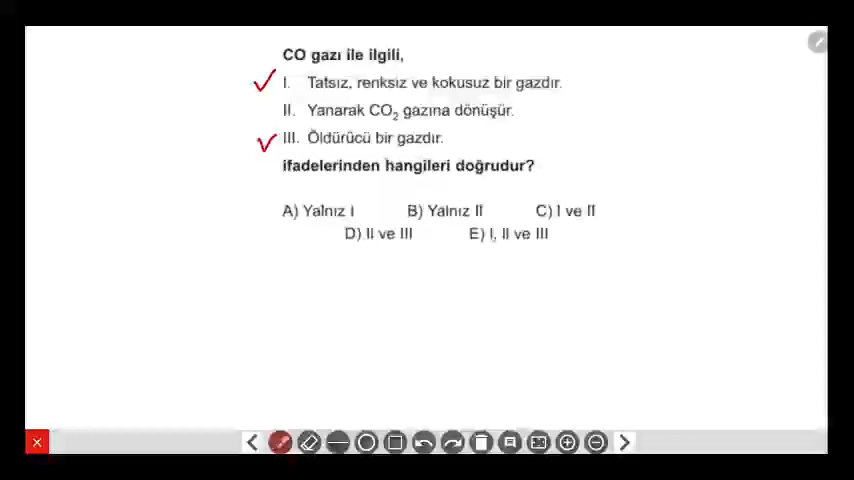 CO gazı ile ilgili,
I. Tatsız, renksiz ve kokusuz bir gazdır.
II. Yanarak CO₂ gazına dönüşür.
III. Öldürücü bir gazdır.
ifadelerinden hangileri doğrudur?
A) Yalnız I B) Yalnız II C) I ve II
D) II ve III E) I, II ve III